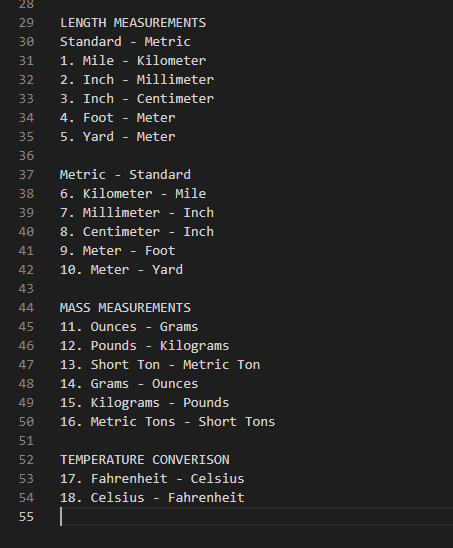 28
29 LENGTH MEASUREMENTS
30 Standard - Metric
31 1. Mile - Kilometer
32 2. Inch - Millimeter
33 3. Inch - Centimeter
34 4. Foot - Meter
35 5. Yard - Meter
36
37 Metric - Standard
38 6. Kilometer - Mile
39 7. Millimeter - Inch
40 8. Centimeter - Inch
41 9. Meter - Foot
42 10. Meter - Yard
43
44 MASS MEASUREMENTS
45 11. Ounces - Grams
46 12. Pounds - Kilograms
47 13. Short Ton - Metric Ton
48 14. Grams - Ounces
49 15. Kilograms - Pounds
50 16. Metric Tons - Short Tons
51
52 TEMPERATURE CONVERISON
53 17. Fahrenheit - Celsius
54 18. Celsius - Fahrenheit
55